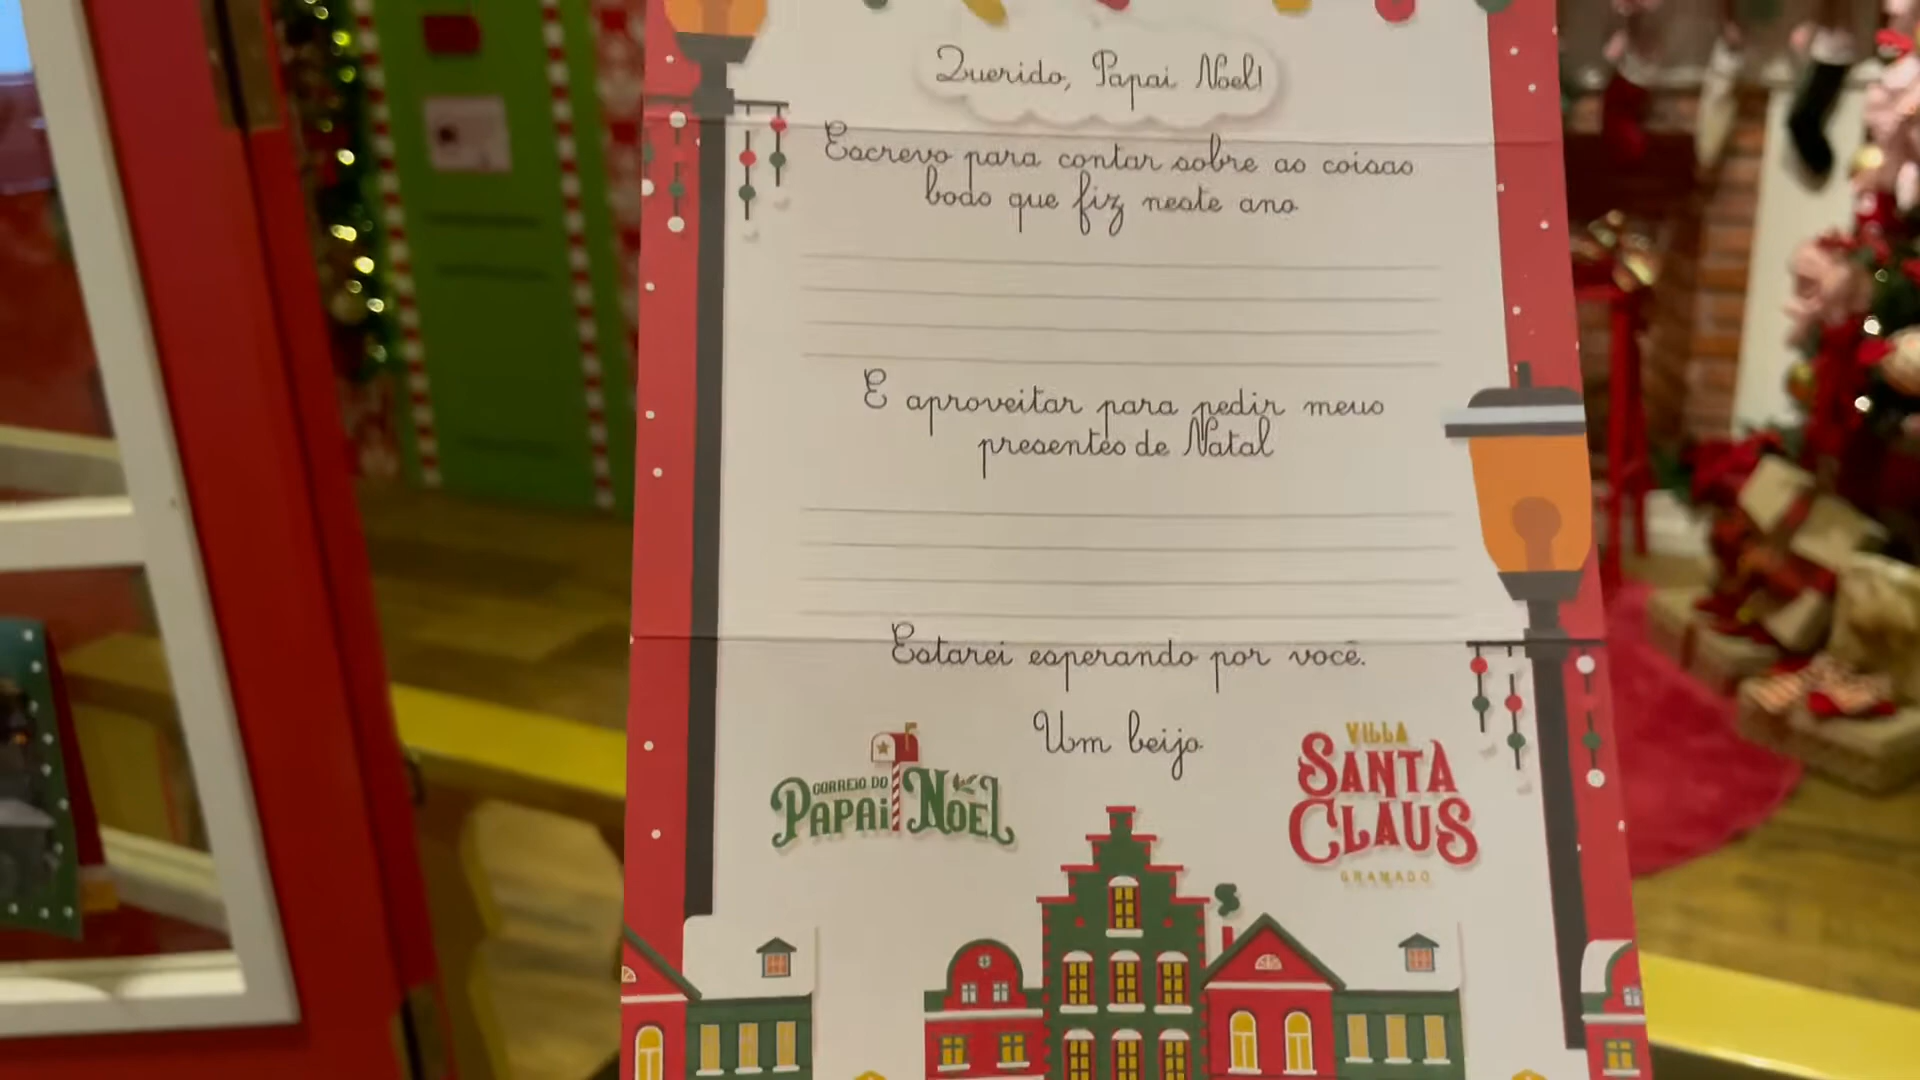 Querido, Papai Noel!
Escrevo para contar sobre as coisas
boas que fiz neste ano
E aproveitar para pedir meus
presentes de Natal
Estarei esperando por você.
Um beijo
CORREIO DO
PAPAI NOEL
VILLA
SANTA
CLAUS
GRAMADO